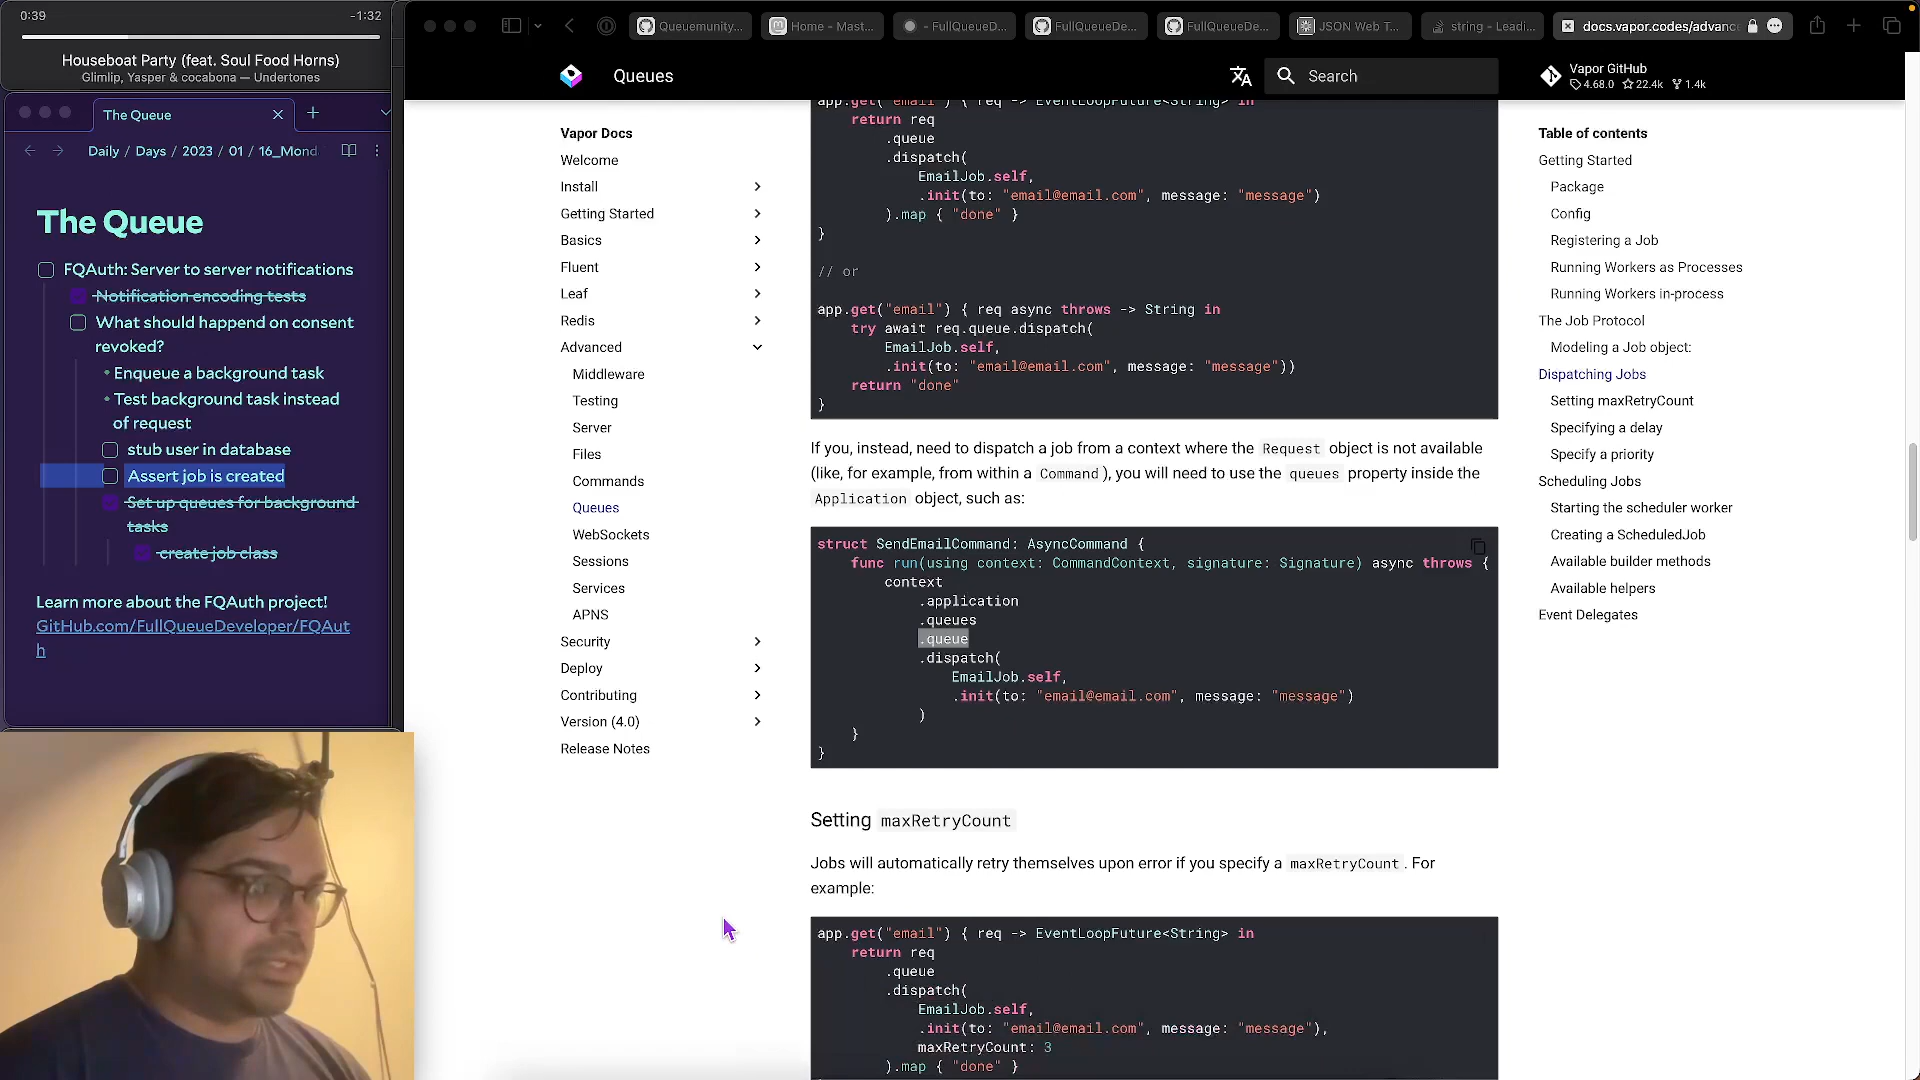 0:39
-1:32
Houseboat Party (feat. Soul Food Horns)
Glimlip, Yasper & cocabona — Undertones
The Queue
Daily / Days / 2023 / 01 / 16_Mond
The Queue
FQAuth: Server to server notifications
Notification encoding tests
What should happend on consent
revoked?
• Enqueue a background task
• Test background task instead
of request
stub user in database
Assert job is created
Set up queues for background
tasks
create job class
Learn more about the FQAuth project!
GitHub.com/FullQueueDeveloper/FQAut
h
Queuemunity...
Home – Mast...
- FullQueueD...
FullQueueDe...
FullQueueDe...
JSON Web T...
string - Leadi...
docs.vapor.codes/advanc
Queues
Search
Vapor GitHub
4.68.0 22.4k 1.4k
Vapor Docs
Welcome
Install
Getting Started
Basics
Fluent
Leaf
Redis
Advanced
Middleware
Testing
Server
Files
Commands
Queues
WebSockets
Sessions
Services
APNS
Security
Deploy
Contributing
Version (4.0)
Release Notes
app.get("email") { req -> EventLoopFuture<String> in
return req
.queue
.dispatch(
EmailJob.self,
.init(to: "email@email.com", message: "message")
).map { "done" }
}
// or
app.get("email") { req async throws -> String in
try await req.queue.dispatch(
EmailJob.self,
.init(to: "email@email.com", message: "message"))
return "done"
}
If you, instead, need to dispatch a job from a context where the Request object is not available
(like, for example, from within a Command ), you will need to use the queues property inside the
Application object, such as:
struct SendEmailCommand: AsyncCommand {
func run(using context: CommandContext, signature: Signature) async throws {
context
.application
.queues
.queue
.dispatch(
EmailJob.self,
.init(to: "email@email.com", message: "message")
)
}
}
Setting maxRetryCount
Jobs will automatically retry themselves upon error if you specify a maxRetryCount . For
example:
app.get("email") { req -> EventLoopFuture<String> in
return req
.queue
.dispatch(
EmailJob.self,
.init(to: "email@email.com", message: "message"),
maxRetryCount: 3
).map { "done" }
Table of contents
Getting Started
Package
Config
Registering a Job
Running Workers as Processes
Running Workers in-process
The Job Protocol
Modeling a Job object:
Dispatching Jobs
Setting maxRetryCount
Specifying a delay
Specify a priority
Scheduling Jobs
Starting the scheduler worker
Creating a ScheduledJob
Available builder methods
Available helpers
Event Delegates